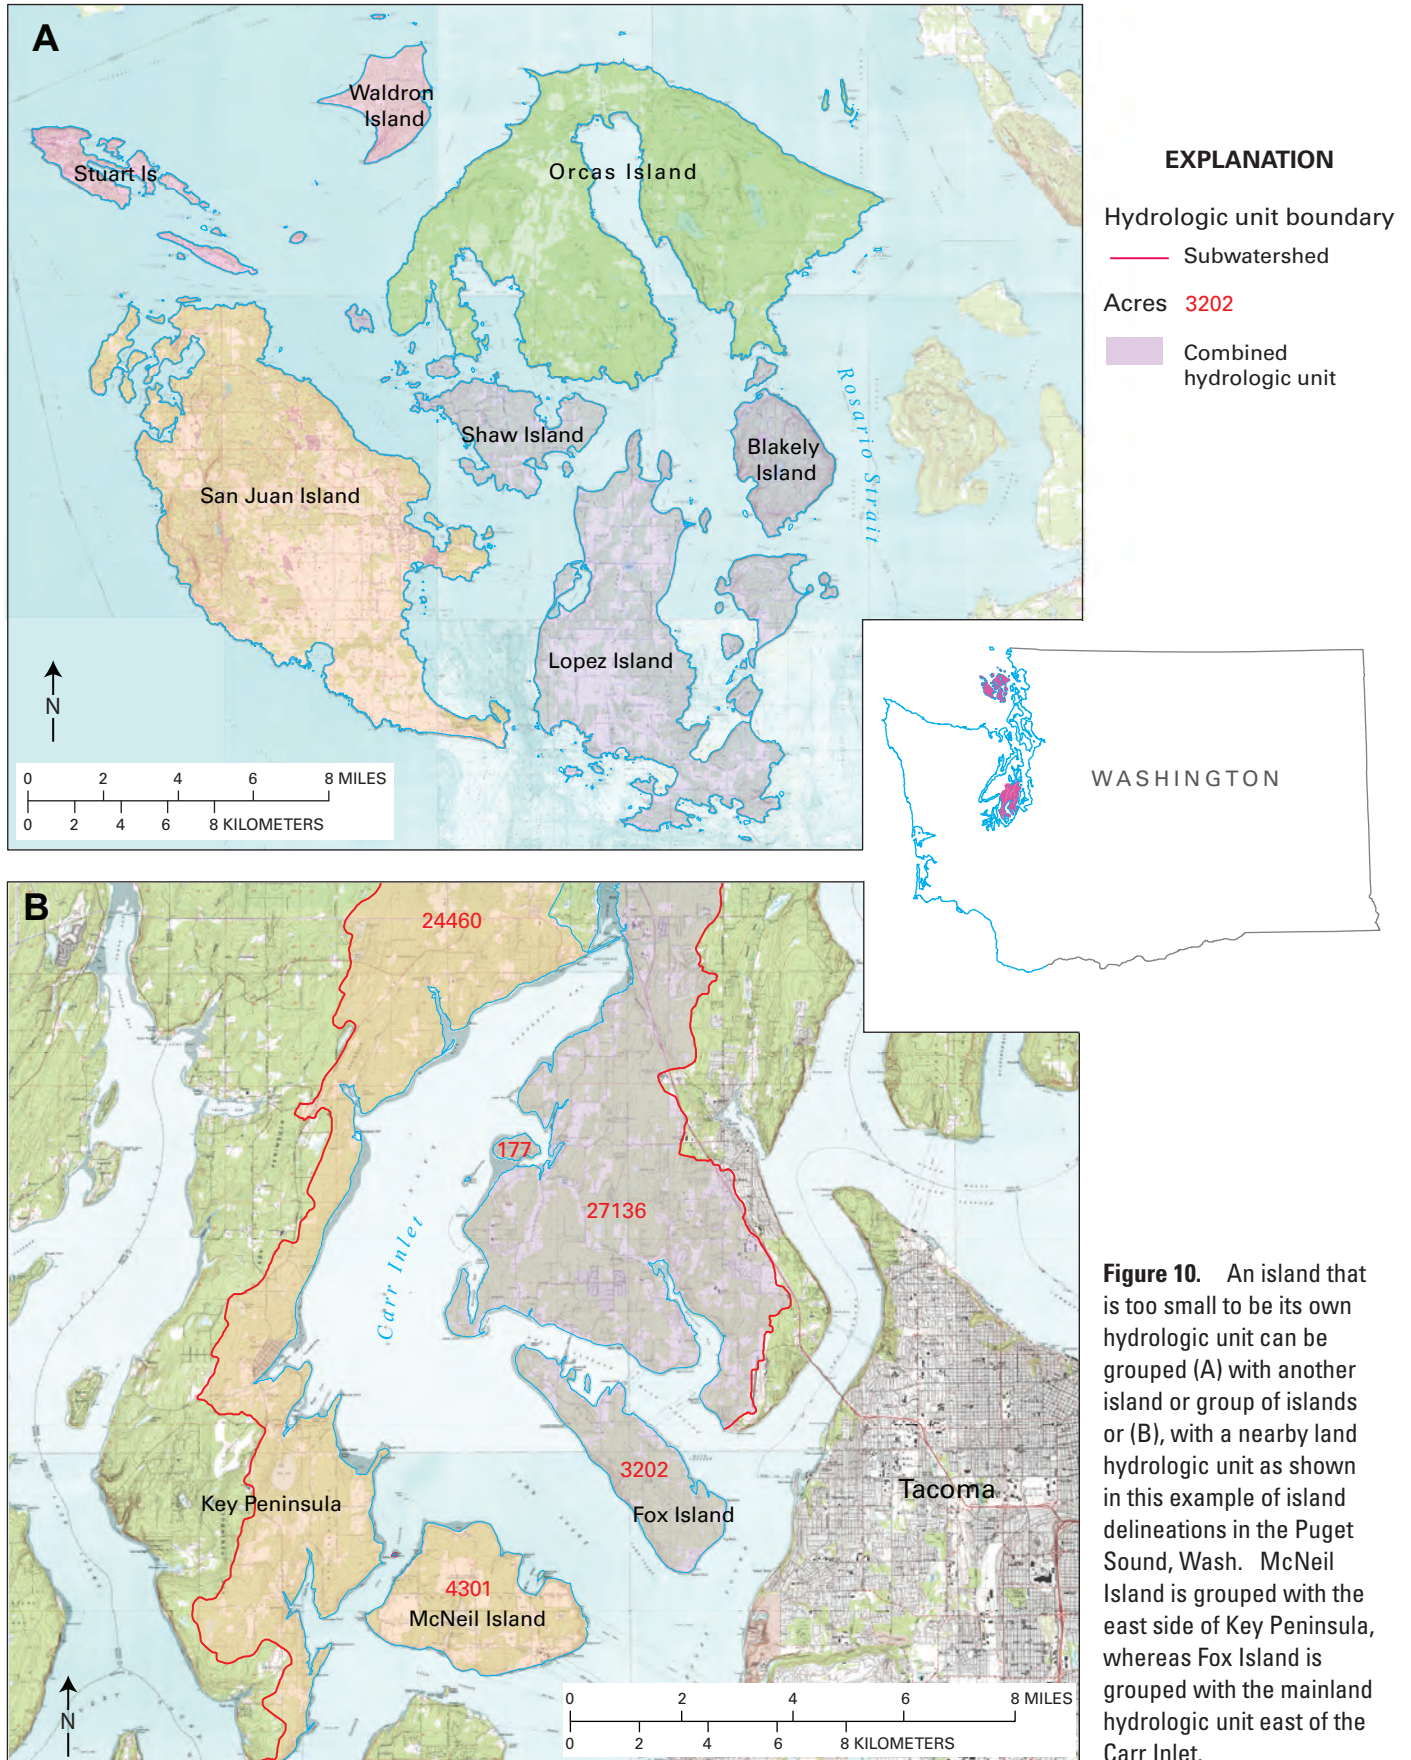 A
Waldron
Island
Stuart Is
Orcas Island
Shaw Island
Blakely
Island
San Juan Island
Lopez Island
Rosario Strait
N
0 2 4 6 8 MILES
0 2 4 6 8 KILOMETERS
EXPLANATION
Hydrologic unit boundary
Subwatershed
Acres 3202
Combined
hydrologic unit
WASHINGTON
B
24460
177
27136
Carr Inlet
3202
Fox Island
Key Peninsula
4301
McNeil Island
Tacoma
N
0 2 4 6 8 MILES
0 2 4 6 8 KILOMETERS
Figure 10. An island that
is too small to be its own
hydrologic unit can be
grouped (A) with another
island or group of islands
or (B), with a nearby land
hydrologic unit as shown
in this example of island
delineations in the Puget
Sound, Wash. McNeil
Island is grouped with the
east side of Key Peninsula,
whereas Fox Island is
grouped with the mainland
hydrologic unit east of the
Carr Inlet.